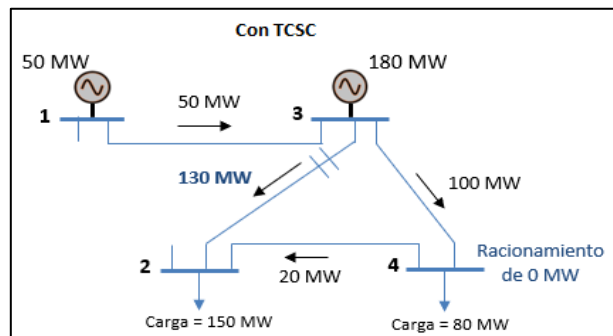 Con TCSC
50 MW
180 MW
50 MW
1
3
130 MW
100 MW
2
20 MW
4
Racionamiento
de 0 MW
Carga = 150 MW
Carga = 80 MW